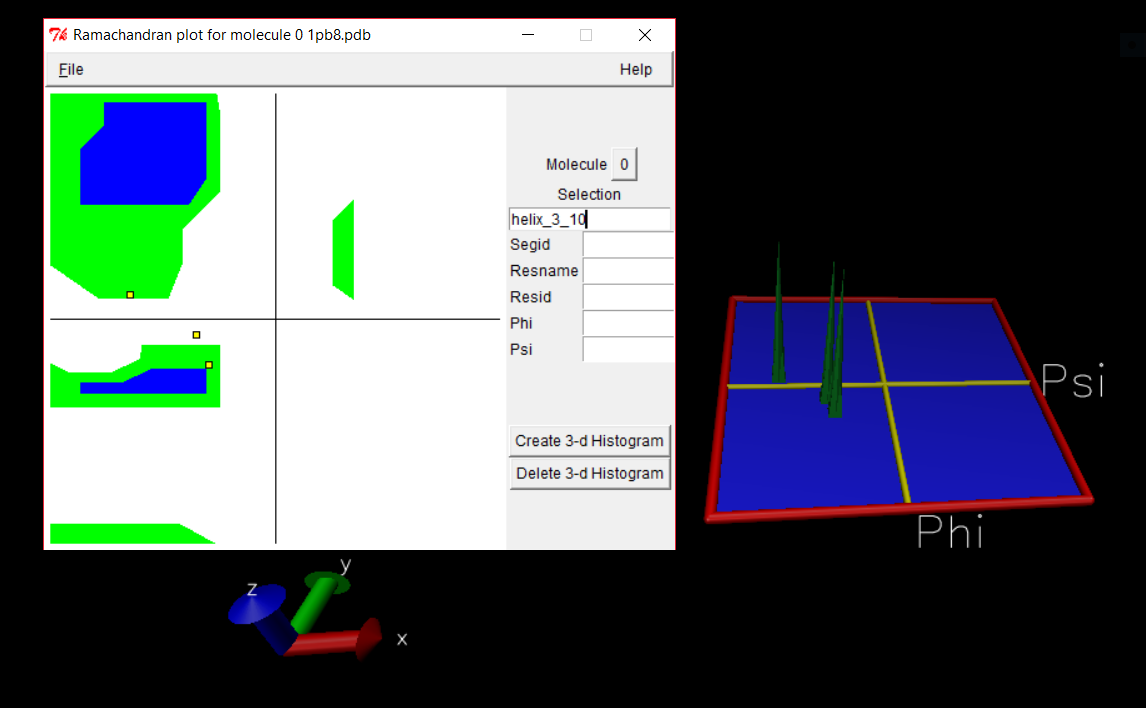 Ramachandran plot for molecule 0 1pb8.pdb
File
Help
Molecule 0
Selection
helix_3_10
Segid
Resname
Resid
Phi
Psi
Create 3-d Histogram
Delete 3-d Histogram
Psi
Phi
y
z
x